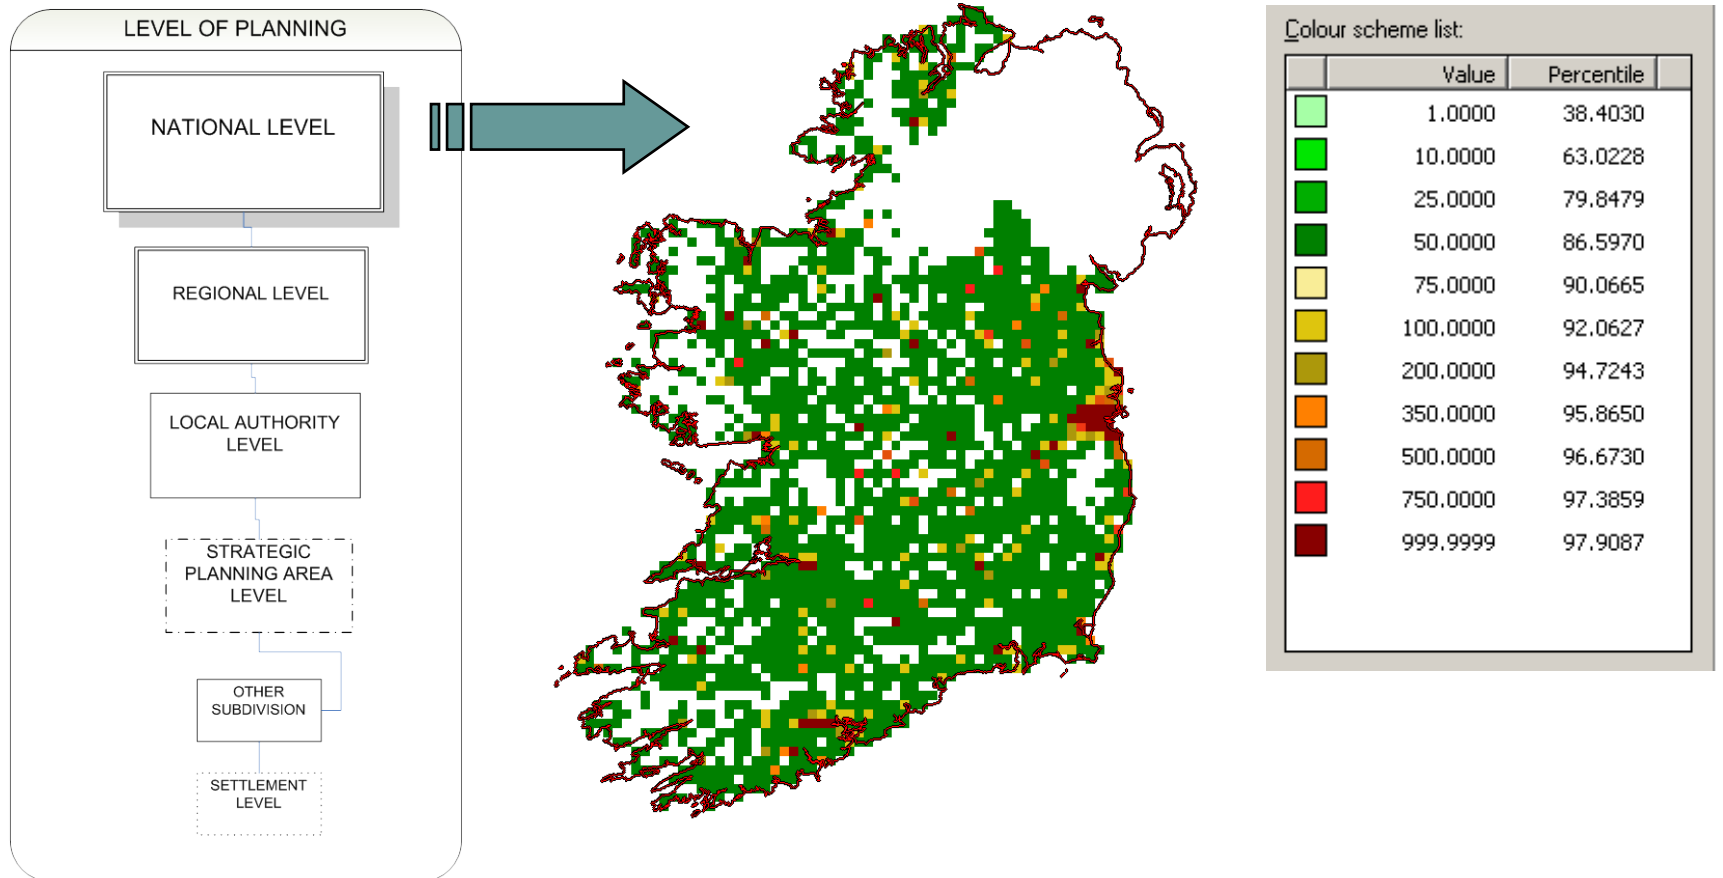 LEVEL OF PLANNING
NATIONAL LEVEL
REGIONAL LEVEL
LOCAL AUTHORITY
LEVEL
STRATEGIC
PLANNING AREA
LEVEL
OTHER
SUBDIVISION
SETTLEMENT
LEVEL
Colour scheme list:
Value Percentile
1.0000 38.4030
10.0000 63.0228
25.0000 79.8479
50.0000 86.5970
75.0000 90.0665
100.0000 92.0627
200.0000 94.7243
350.0000 95.8650
500.0000 96.6730
750.0000 97.3859
999.9999 97.9087